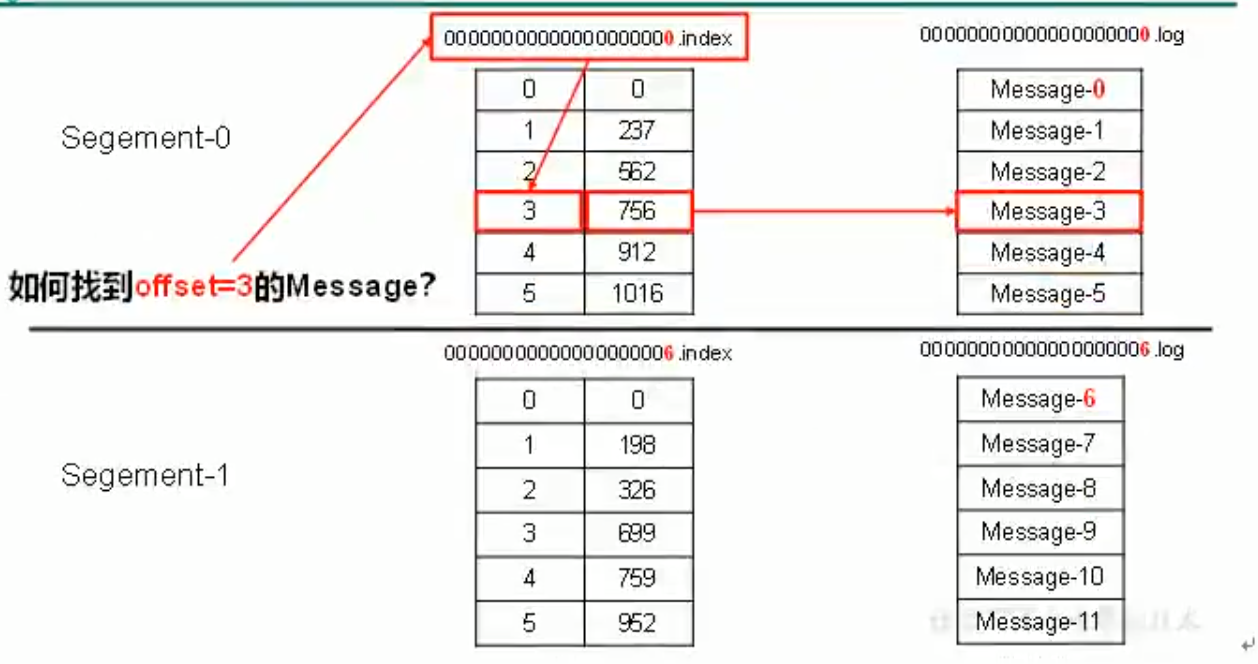 00000000000000000000.index 00000000000000000000.log
Segement-0
0 0 Message-0
1 237 Message-1
2 562 Message-2
3 756 Message-3
4 912 Message-4
5 1016 Message-5
如何找到offset=3的Message?
00000000000000000006.index 00000000000000000006.log
Segement-1
0 0 Message-6
1 198 Message-7
2 326 Message-8
3 699 Message-9
4 759 Message-10
5 952 Message-11